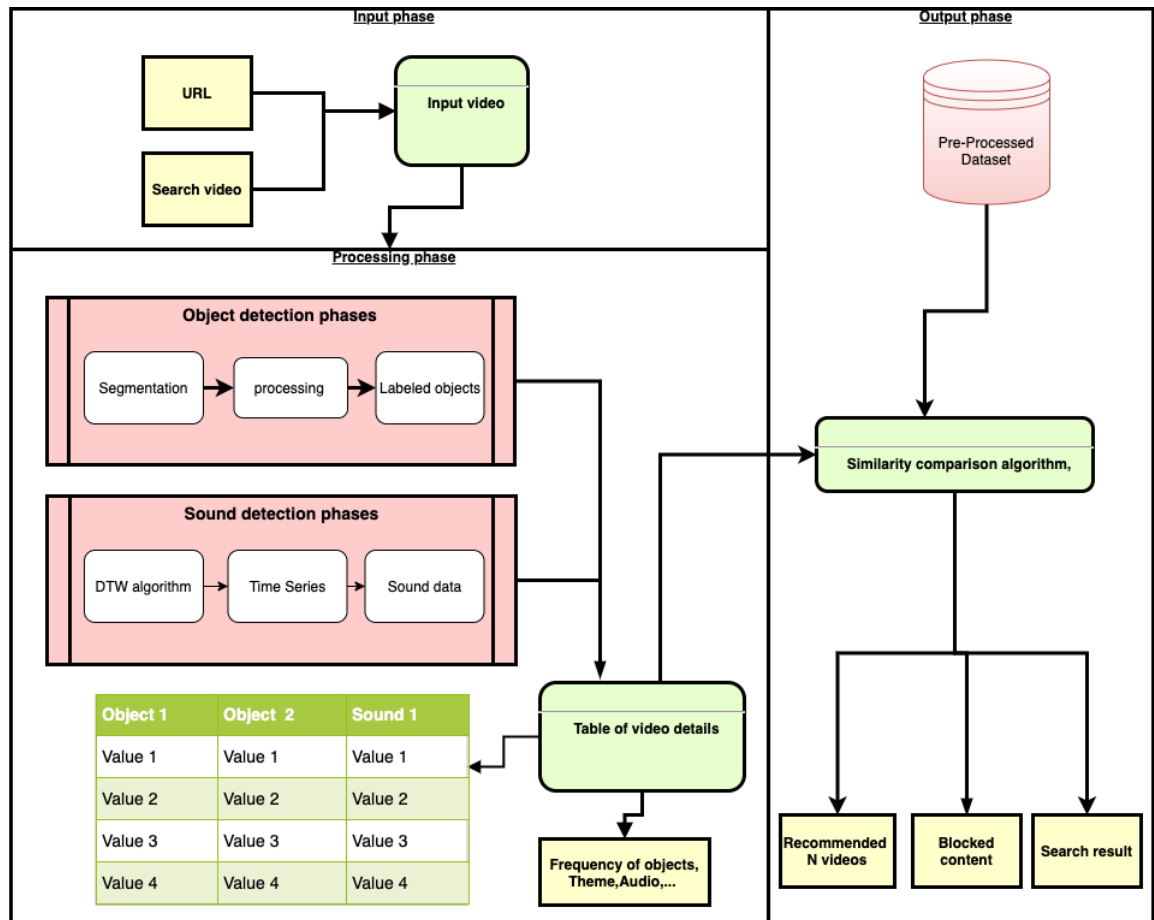 Input phase
URL
Input video
Search video
Processing phase
Object detection phases
Segmentation
processing
Labeled objects
Sound detection phases
DTW algorithm
Time Series
Sound data
Table of video details
Object 1 Object 2 Sound 1
Value 1 Value 1 Value 1
Value 2 Value 2 Value 2
Value 3 Value 3 Value 3
Value 4 Value 4 Value 4
Frequency of objects,
Theme,Audio,...
Output phase
Pre-Processed
Dataset
Similarity comparison algorithm,
Recommended
N videos
Blocked
content
Search result